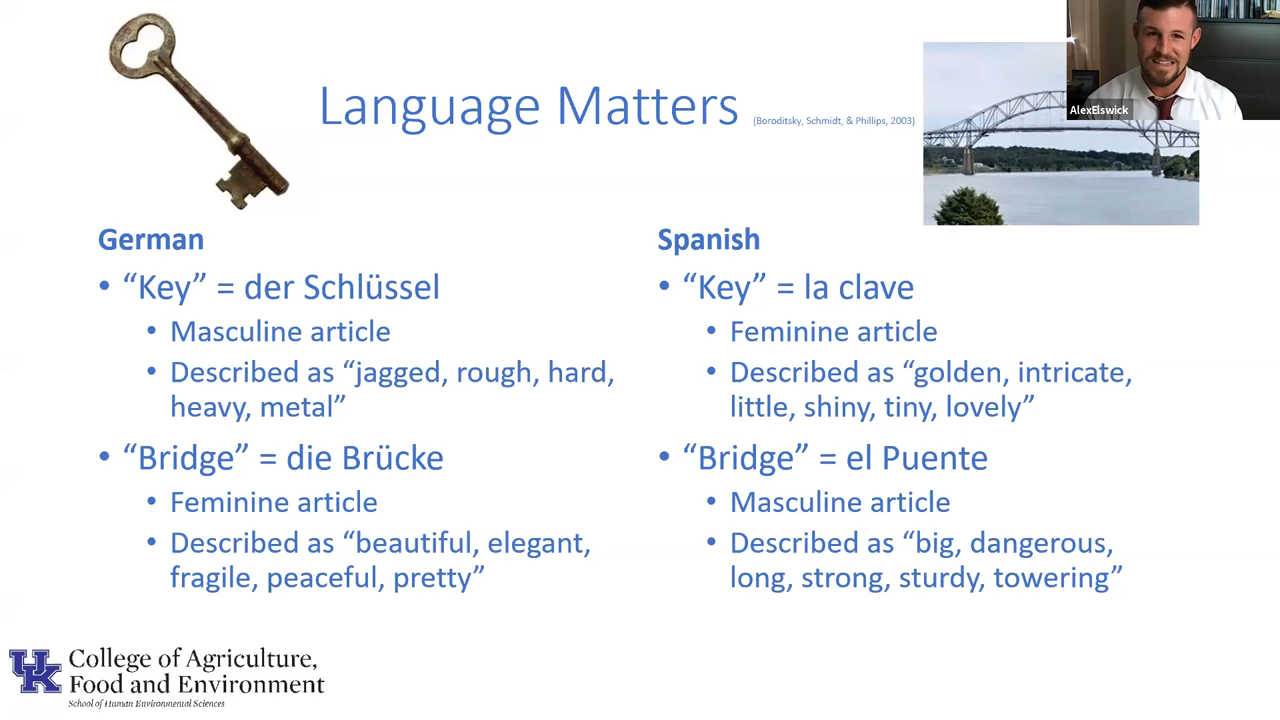 AlexElswick
Language Matters (Boroditsky, Schmidt, & Phillips, 2003)
German
• “Key” = der Schlüssel
• Masculine article
• Described as “jagged, rough, hard,
heavy, metal”
• “Bridge” = die Brücke
• Feminine article
• Described as “beautiful, elegant,
fragile, peaceful, pretty”
Spanish
• “Key” = la clave
• Feminine article
• Described as “golden, intricate,
little, shiny, tiny, lovely”
• “Bridge” = el Puente
• Masculine article
• Described as “big, dangerous,
long, strong, sturdy, towering”
UK
College of Agriculture,
Food and Environment
School of Human Environmental Sciences